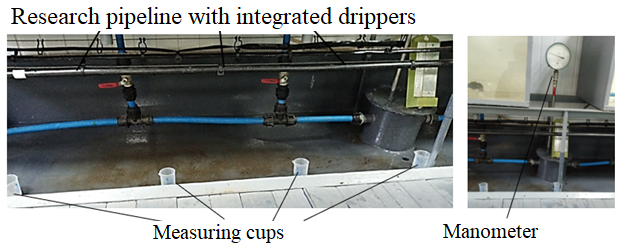 Research pipeline with integrated drippers
Measuring cups
Manometer